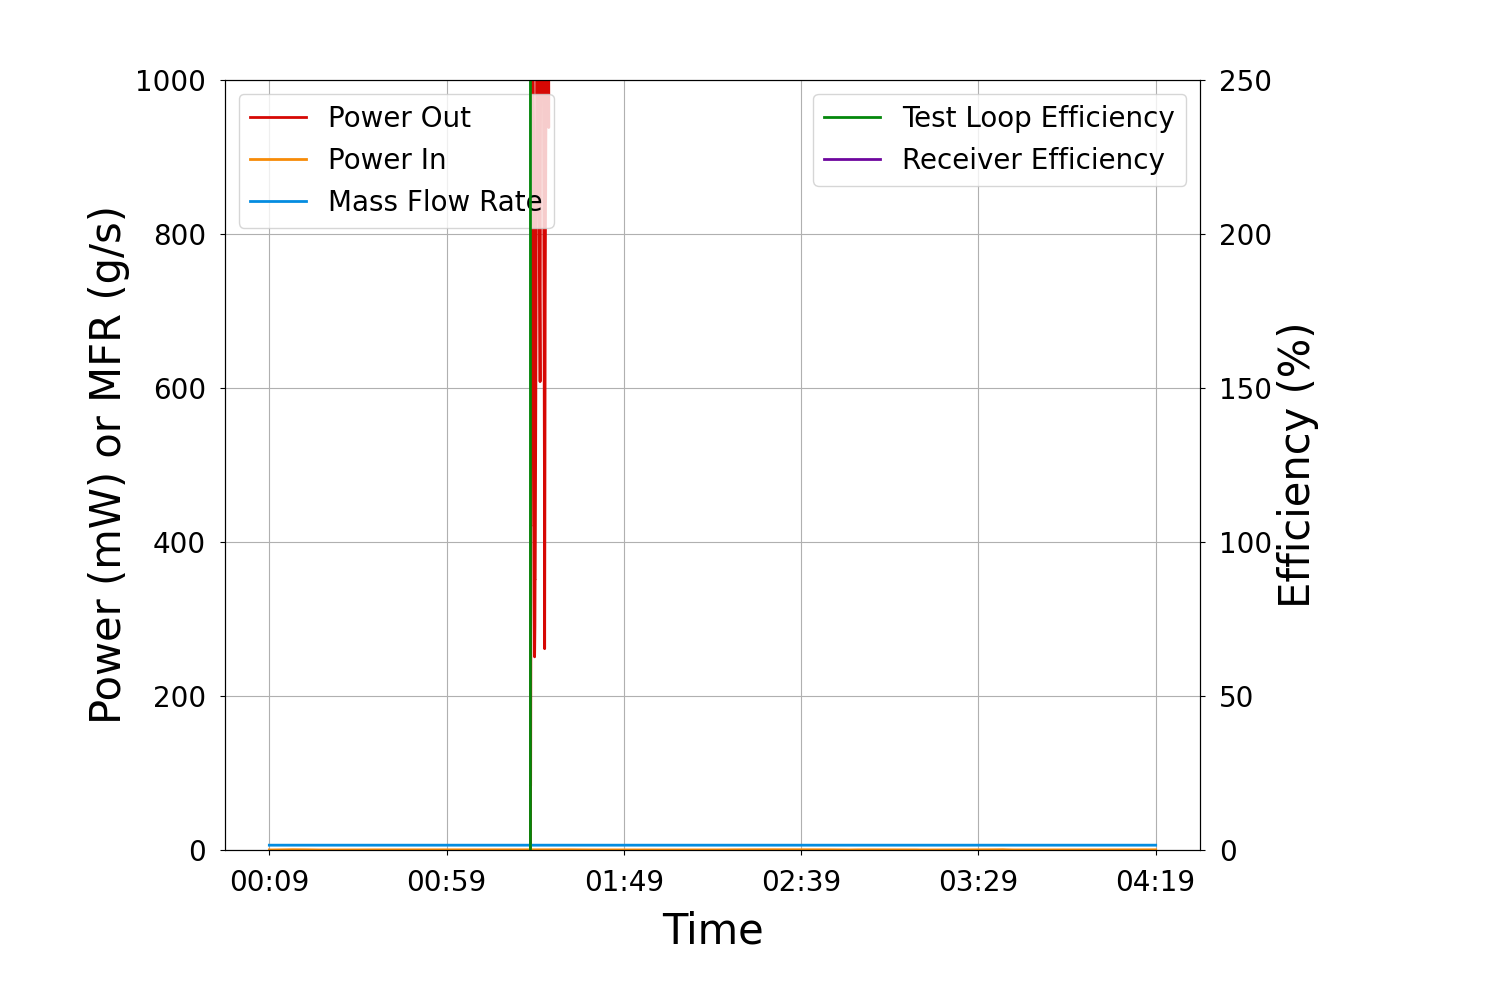 1000
800
600
400
200
0
Power (mW) or MFR (g/s)
Power Out
Power In
Mass Flow Rate
Test Loop Efficiency
Receiver Efficiency
250
200
150
100
50
0
Efficiency (%)
00:09 00:59 01:49 02:39 03:29 04:19
Time